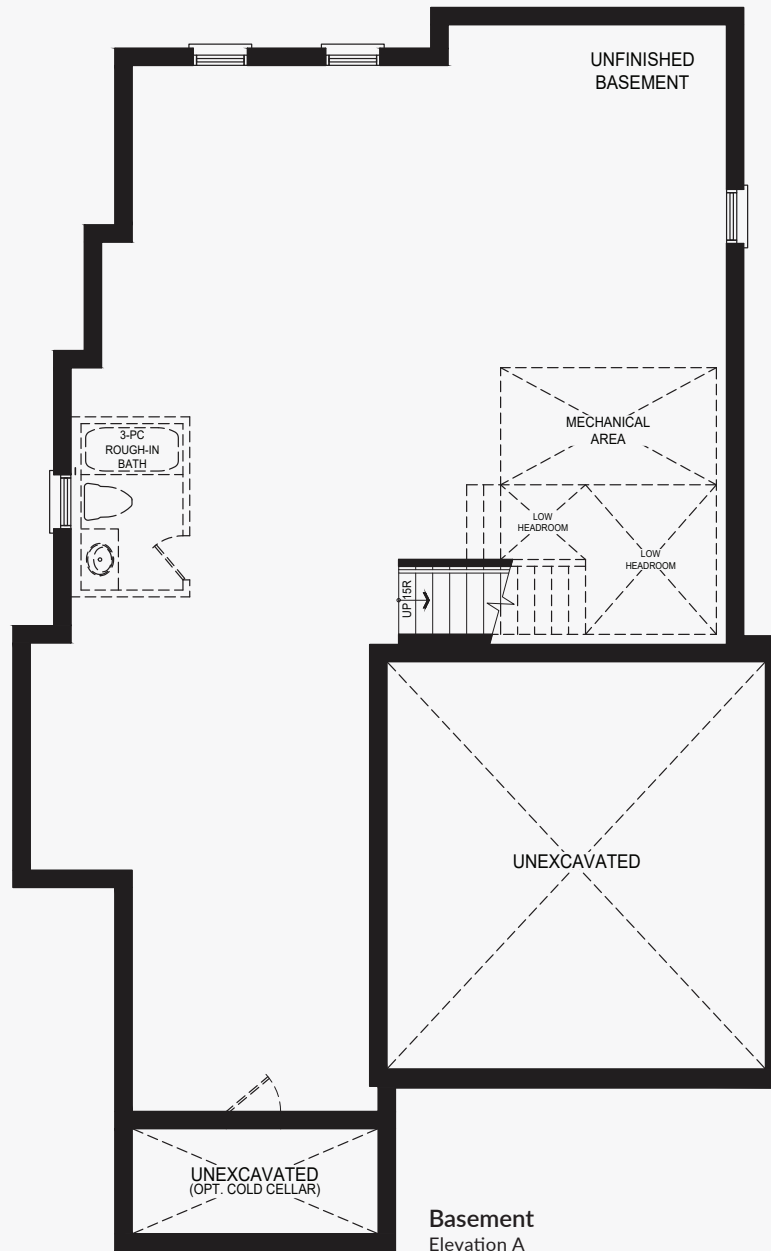 UNFINISHED
BASEMENT
3-PC
ROUGH-IN
BATH
MECHANICAL
AREA
LOW
HEADROOM
LOW
HEADROOM
UP 15R
UNEXCAVATED
UNEXCAVATED
(OPT. COLD CELLAR)
Basement
Elevation A